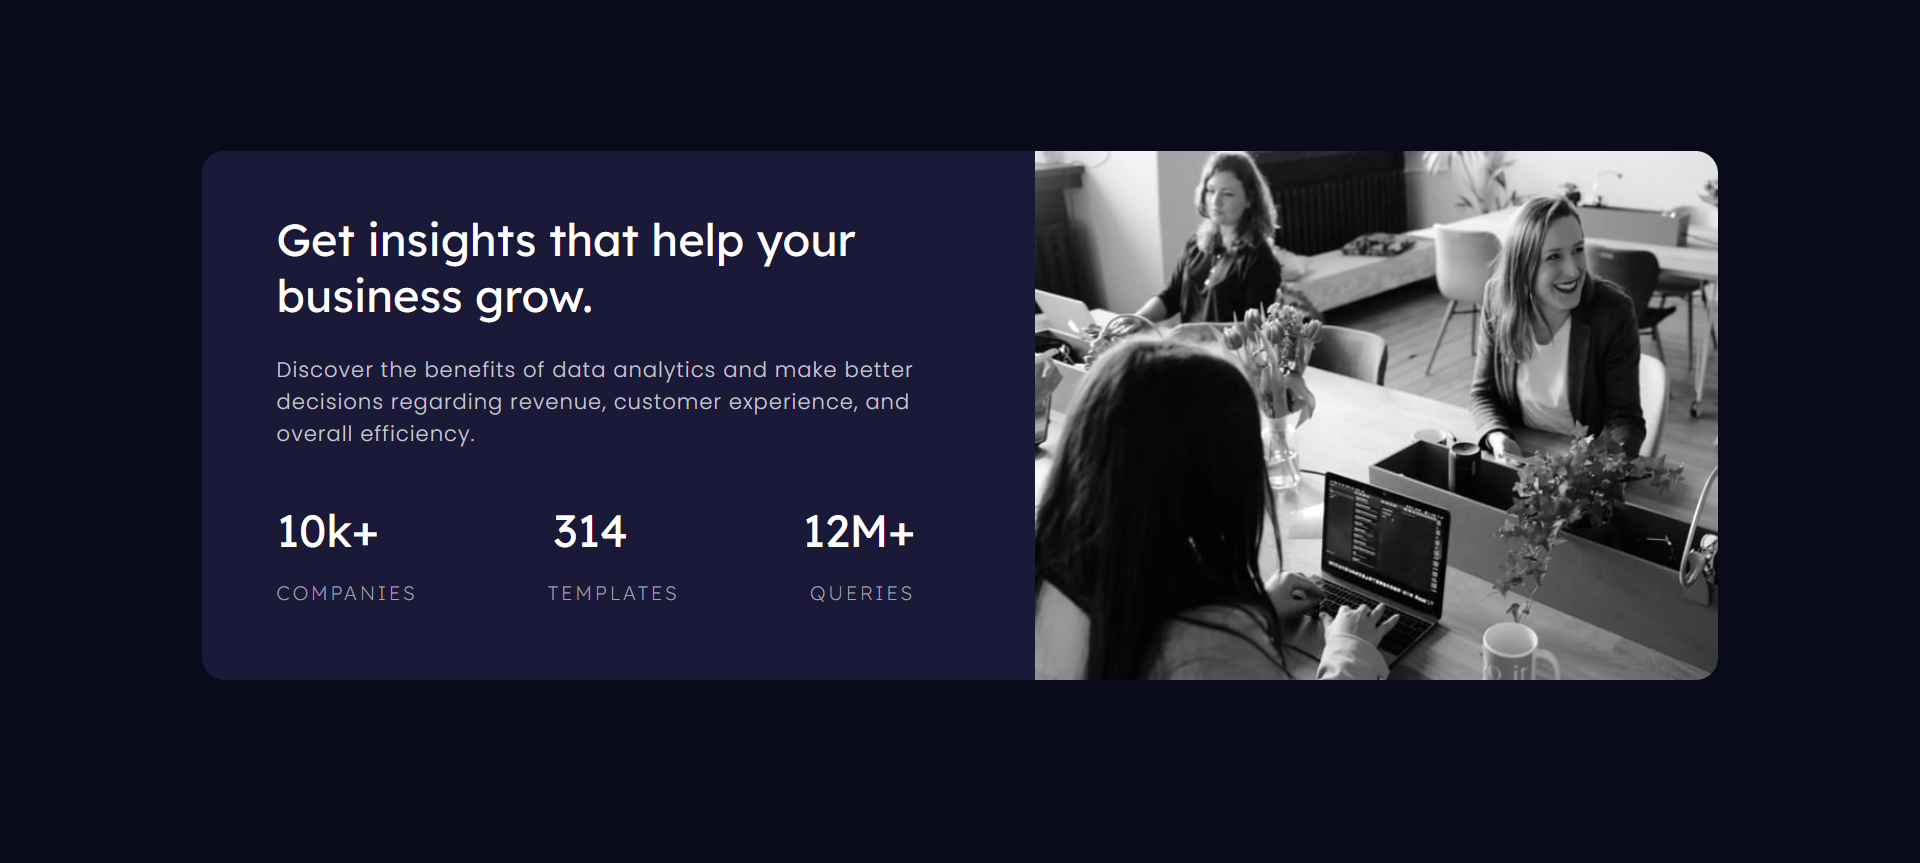 Get insights that help your
business grow.
Discover the benefits of data analytics and make better
decisions regarding revenue, customer experience, and
overall efficiency.
10k+ 314 12M+
COMPANIES TEMPLATES QUERIES